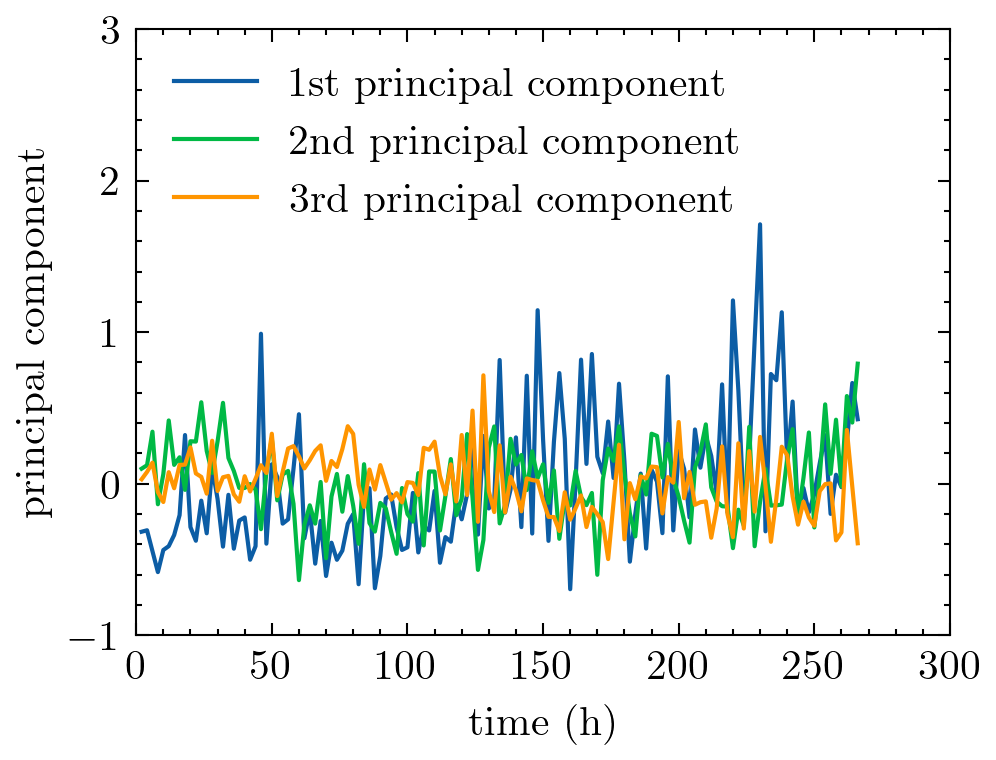 3
2
1
0
−1
principal component
1st principal component
2nd principal component
3rd principal component
0 50 100 150 200 250 300
time (h)